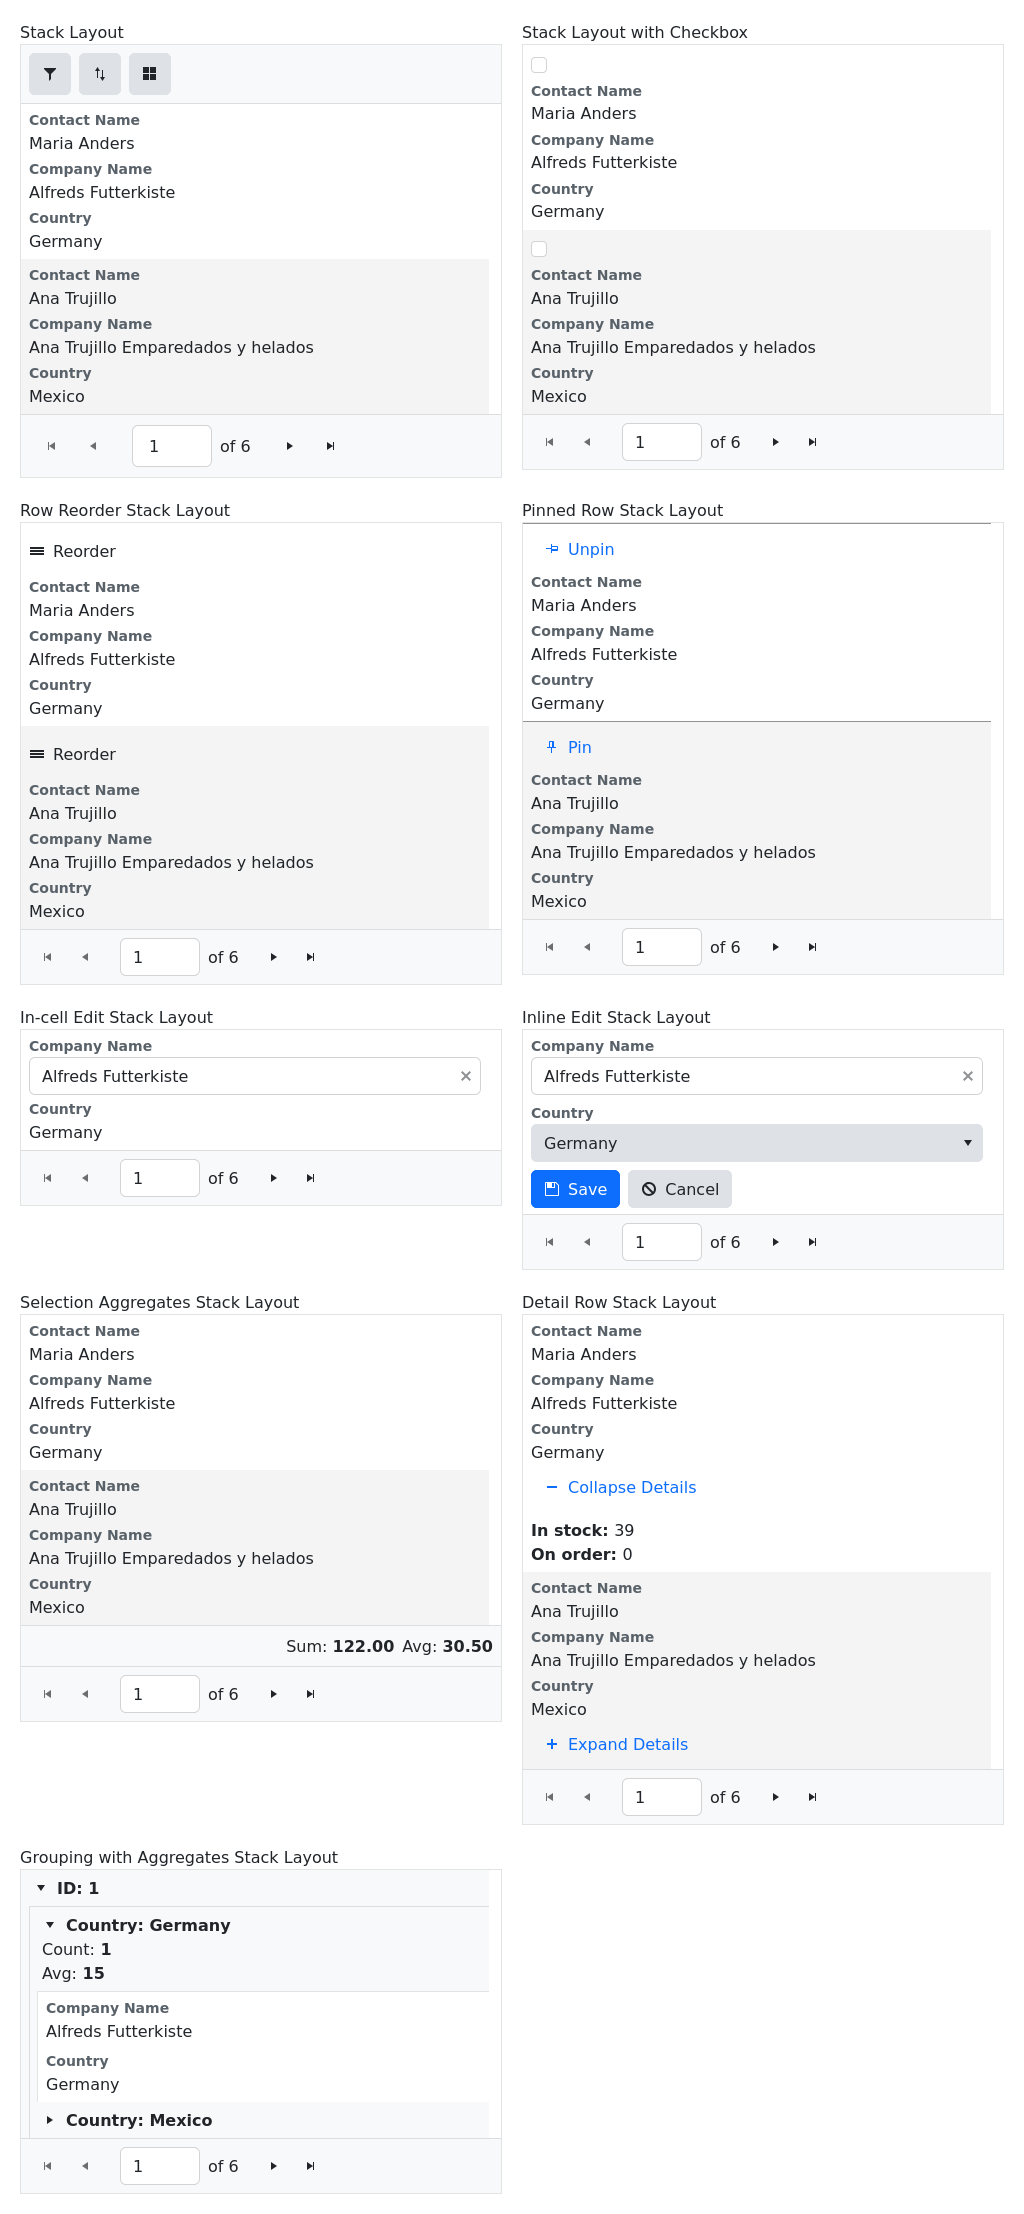 Stack Layout
Contact Name
Maria Anders
Company Name
Alfreds Futterkiste
Country
Germany
Contact Name
Ana Trujillo
Company Name
Ana Trujillo Emparedados y helados
Country
Mexico
1 of 6
Stack Layout with Checkbox
Contact Name
Maria Anders
Company Name
Alfreds Futterkiste
Country
Germany
Contact Name
Ana Trujillo
Company Name
Ana Trujillo Emparedados y helados
Country
Mexico
1 of 6
Row Reorder Stack Layout
Reorder
Contact Name
Maria Anders
Company Name
Alfreds Futterkiste
Country
Germany
Reorder
Contact Name
Ana Trujillo
Company Name
Ana Trujillo Emparedados y helados
Country
Mexico
1 of 6
Pinned Row Stack Layout
Unpin
Contact Name
Maria Anders
Company Name
Alfreds Futterkiste
Country
Germany
Pin
Contact Name
Ana Trujillo
Company Name
Ana Trujillo Emparedados y helados
Country
Mexico
1 of 6
In-cell Edit Stack Layout
Company Name
Alfreds Futterkiste
Country
Germany
1 of 6
Inline Edit Stack Layout
Company Name
Alfreds Futterkiste
Country
Germany
Save Cancel
1 of 6
Selection Aggregates Stack Layout
Contact Name
Maria Anders
Company Name
Alfreds Futterkiste
Country
Germany
Contact Name
Ana Trujillo
Company Name
Ana Trujillo Emparedados y helados
Country
Mexico
Sum: 122.00 Avg: 30.50
1 of 6
Detail Row Stack Layout
Contact Name
Maria Anders
Company Name
Alfreds Futterkiste
Country
Germany
Collapse Details
In stock: 39
On order: 0
Contact Name
Ana Trujillo
Company Name
Ana Trujillo Emparedados y helados
Country
Mexico
Expand Details
1 of 6
Grouping with Aggregates Stack Layout
ID: 1
Country: Germany
Count: 1
Avg: 15
Company Name
Alfreds Futterkiste
Country
Germany
Country: Mexico
1 of 6